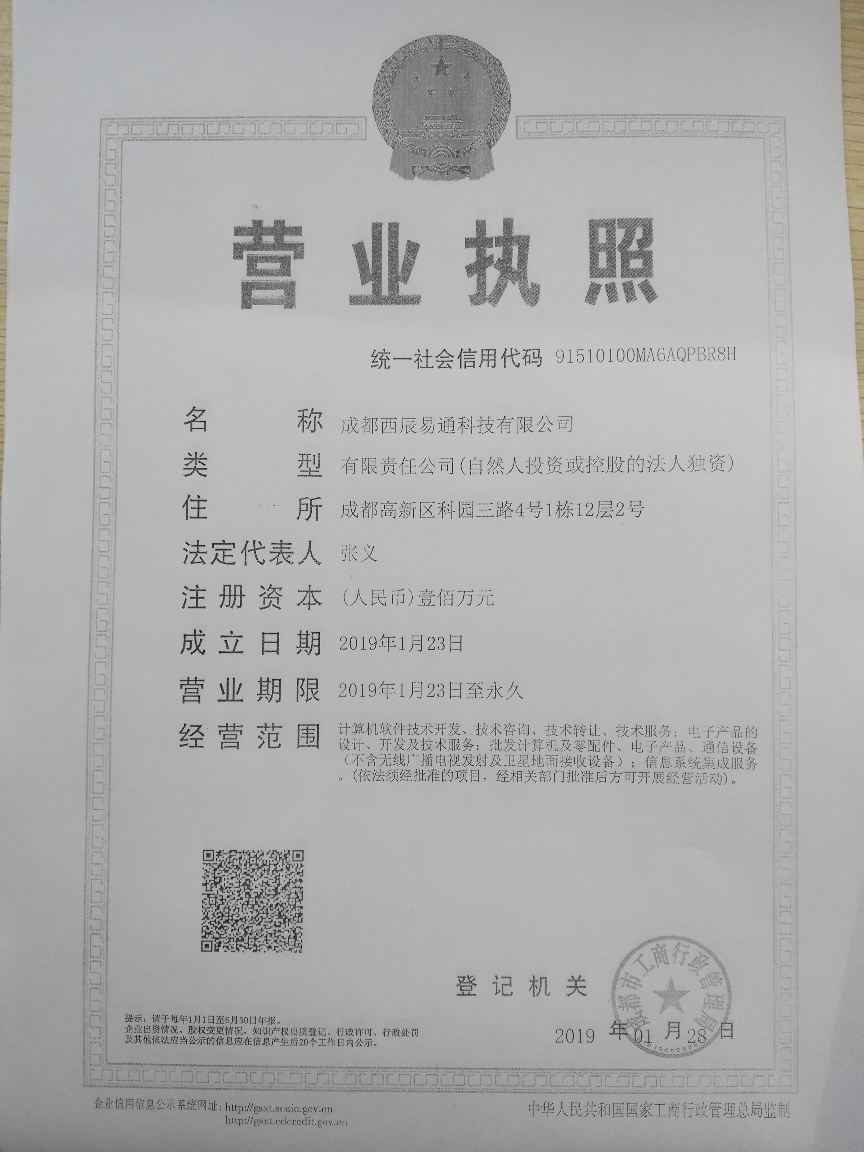 营业执照
统一社会信用代码 91510100MA6AQPBR8H
名称 成都西辰易通科技有限公司
类型 有限责任公司(自然人投资或控股的法人独资)
住所 成都高新区科园三路4号1栋12层2号
法定代表人 张义
注册资本 (人民币)壹佰万元
成立日期 2019年1月23日
营业期限 2019年1月23日至永久
经营范围 计算机软件技术开发、技术咨询、技术转让、技术服务；电子产品的
设计、开发及技术服务；批发计算机及零配件、电子产品、通信设备
（不含无线广播电视发射及卫星地面接收设备）；信息系统集成服务
。(依法须经批准的项目，经相关部门批准后方可开展经营活动)。
成都市工商行政管理局
登记机关
2019 年 01 月 28 日
提示：请于每年1月1日至6月30日年报。
企业出资情况、股权变更情况、知识产权出质登记、行政许可、行政处罚
及其他依法应当公示的信息应在信息产生后20个工作日内公示。
企业信用信息公示系统网址：http://gsxt.scaic.gov.cn
http://gsxt.cdcredit.gov.cn
中华人民共和国国家工商行政管理总局监制